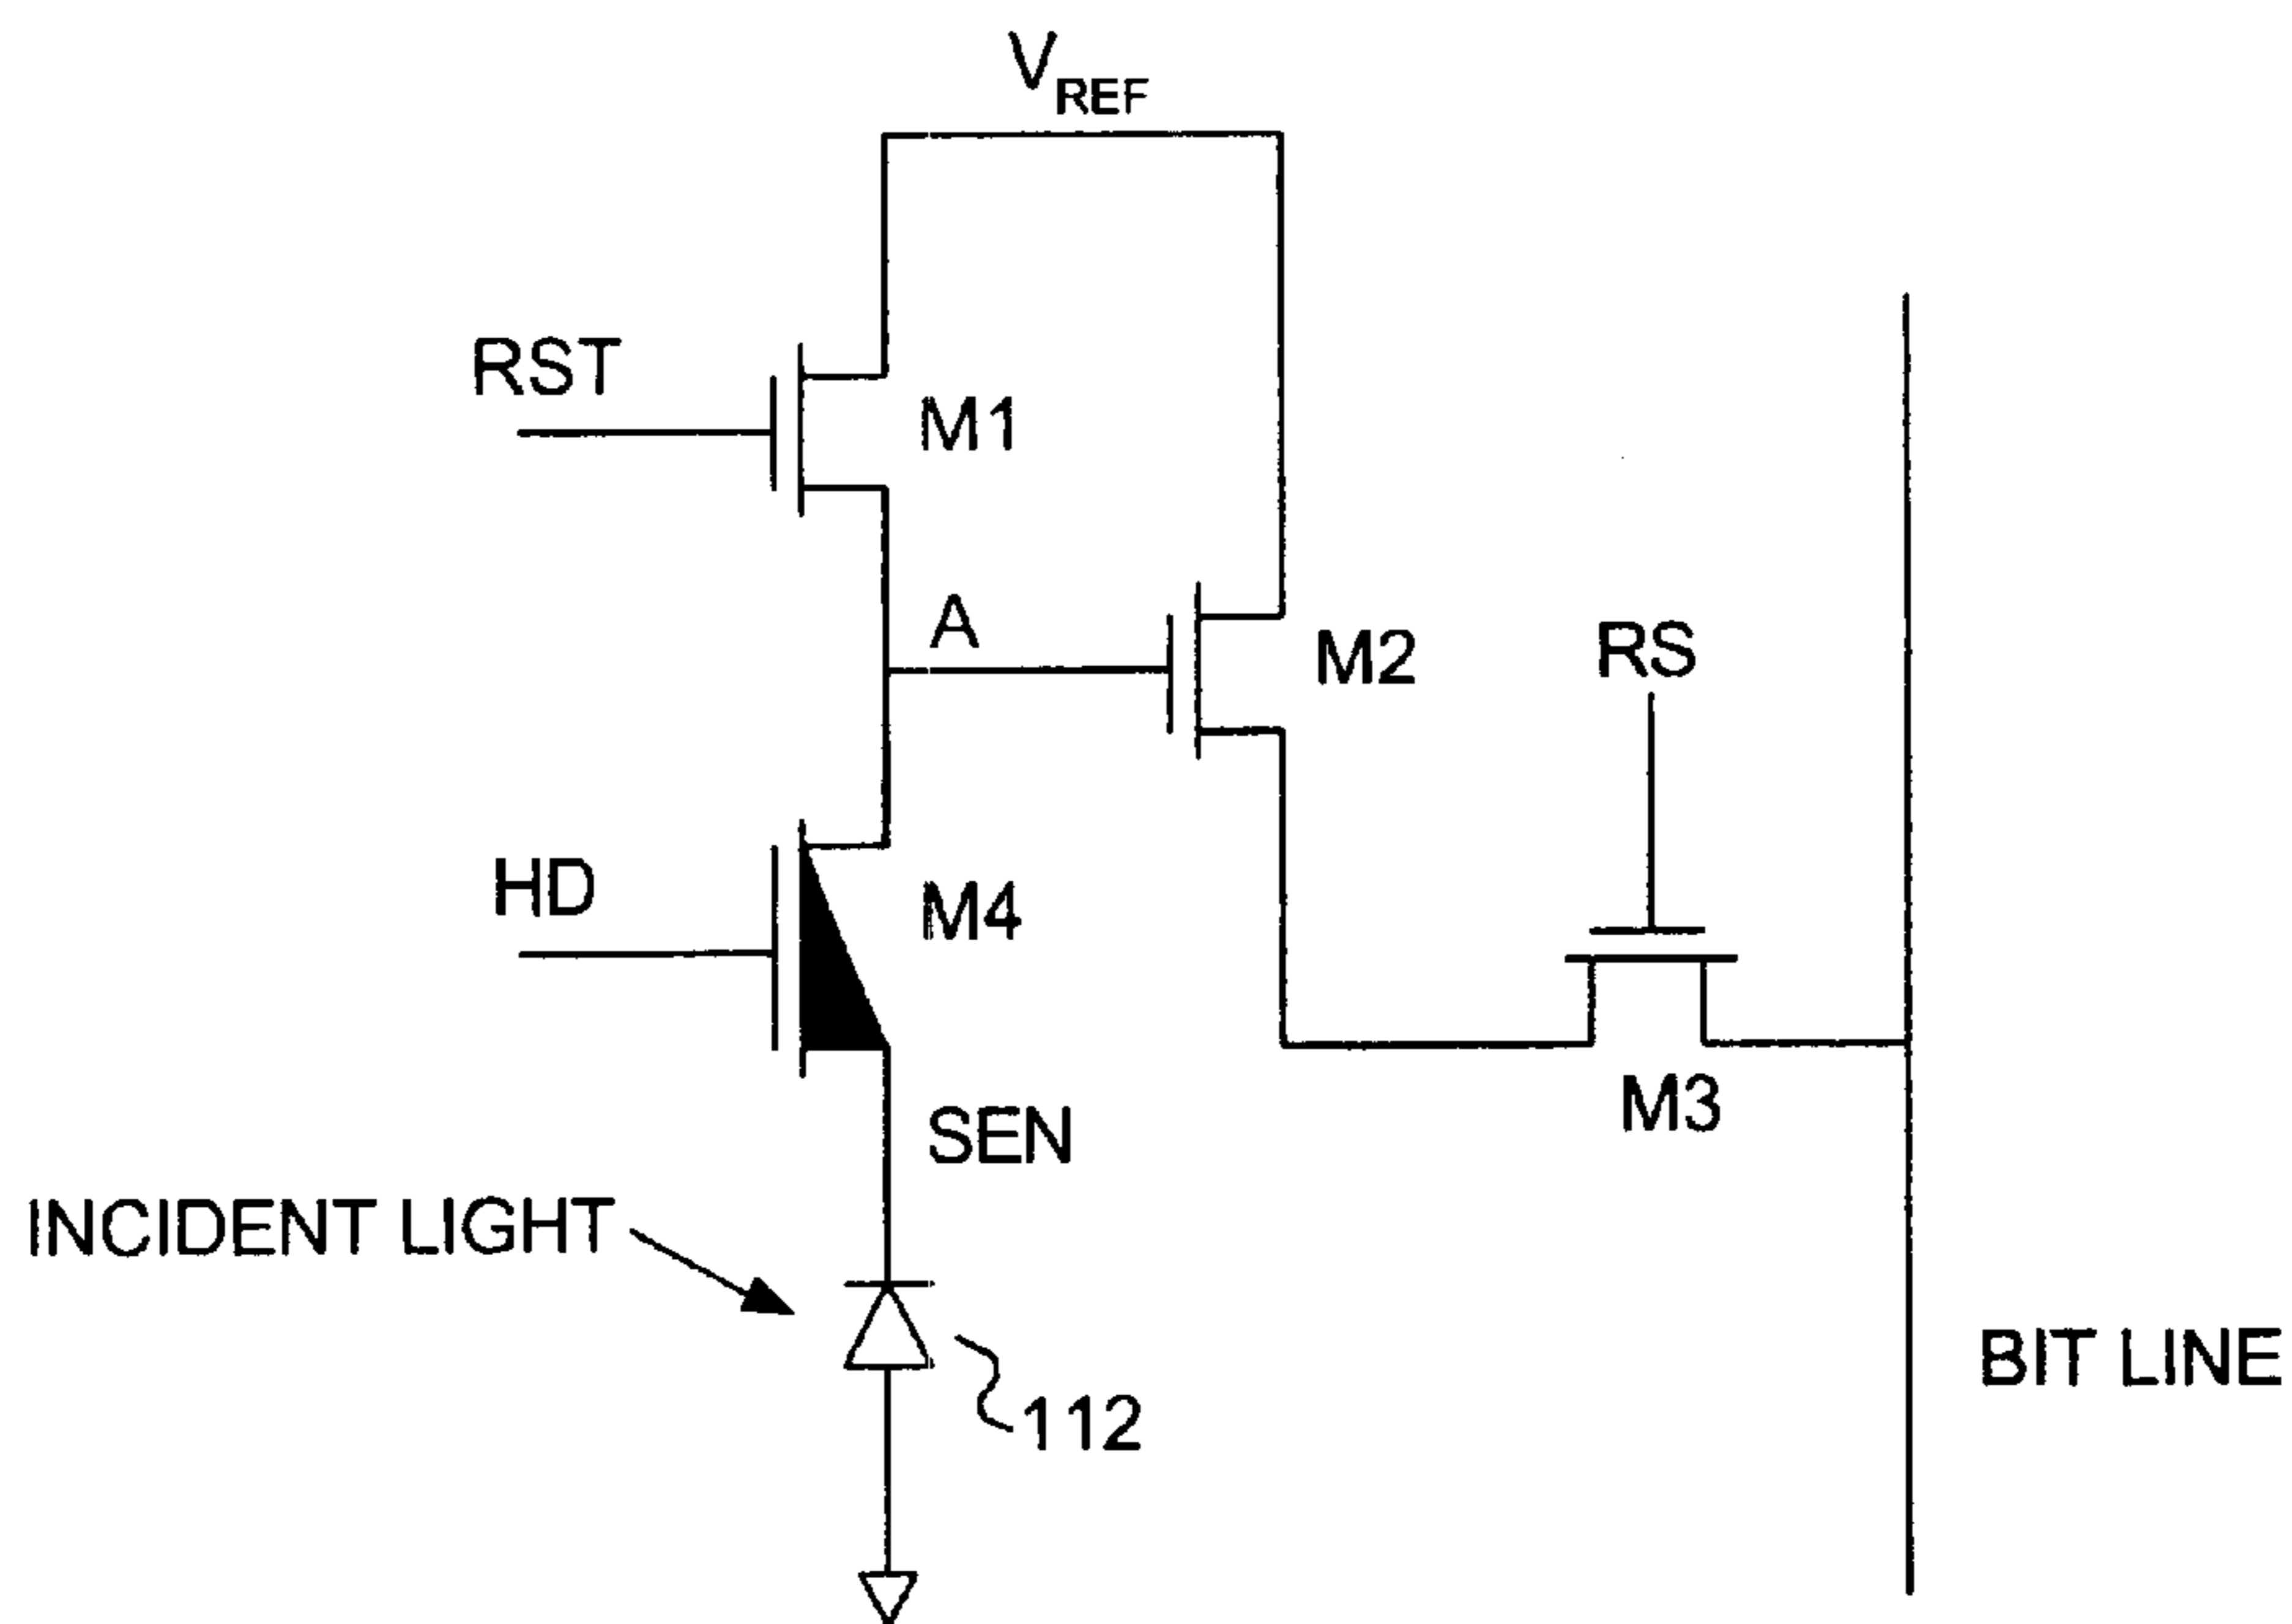 VREF
RST
M1
A
M2
RS
HD
M4
M3
SEN
INCIDENT LIGHT
BIT LINE
112